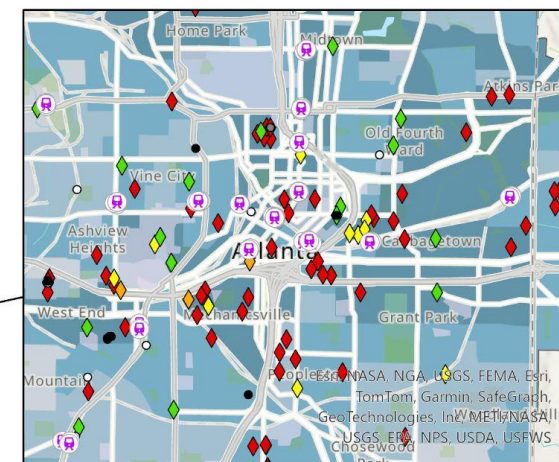 Home Park
Midtown
Atkins Par
Old Fourth
Ward
Vine City
Ashview
Heights
Atlanta
Cabbagetown
West End
Mechanicsville
Grant Park
Mountain
Peoplestown
Esri, NASA, NGA, USGS, FEMA, Esri,
TomTom, Garmin, SafeGraph,
GeoTechnologies, Inc, METI/NASA,
USGS, EPA, NPS, USDA, USFWS
Chosewood
Park